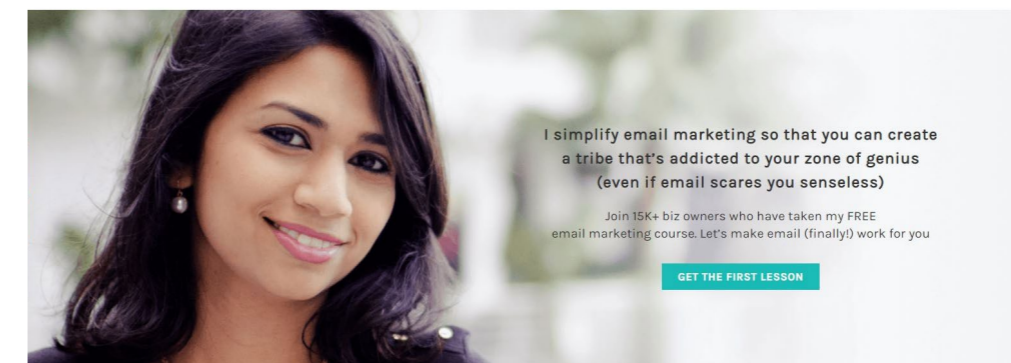 I simplify email marketing so that you can create
a tribe that's addicted to your zone of genius
(even if email scares you senseless)
Join 15K+ biz owners who have taken my FREE
email marketing course. Let's make email (finally!) work for you
GET THE FIRST LESSON